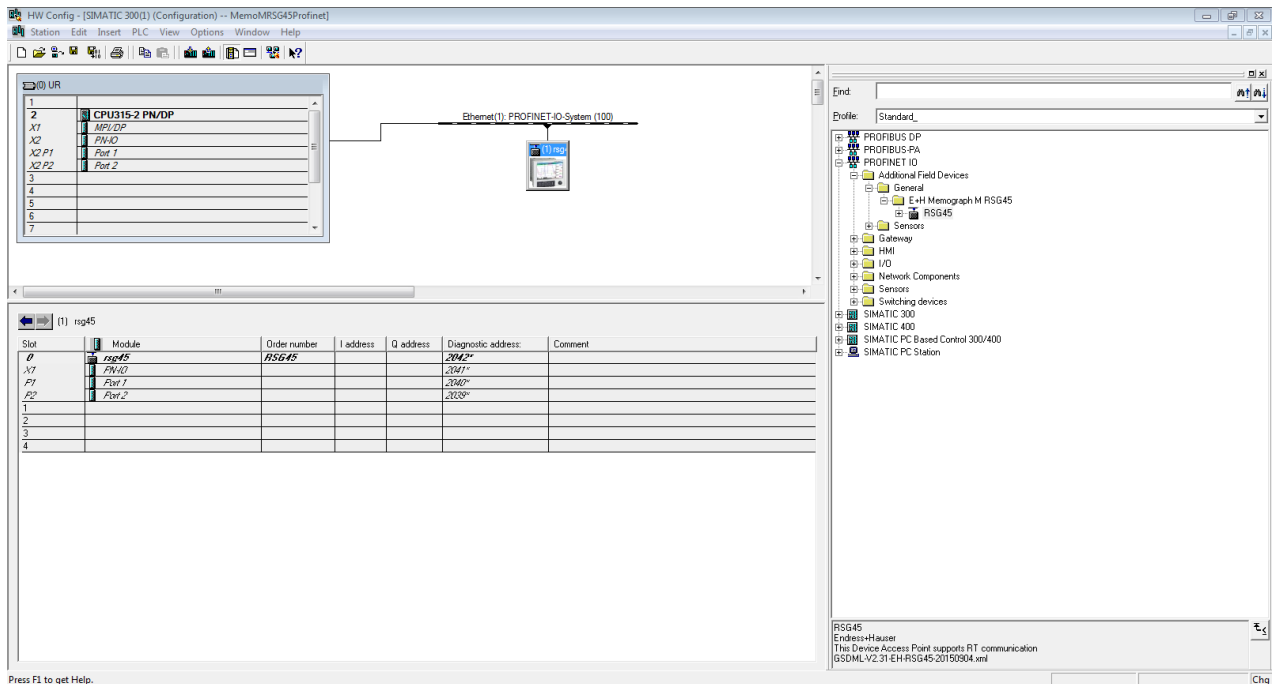 HW Config - [SIMATIC 300(1) (Configuration) -- MemoMRSG45Profinet]
Station Edit Insert PLC View Options Window Help
(0) UR
1
2 CPU315-2 PN/DP
X1 MPI/DP
X2 PN-IO
X2 P1 Port 1
X2 P2 Port 2
3
4
5
6
7
Ethernet(1): PROFINET-IO-System (100)
(1) rsg4
(1) rsg45
Slot Module Order number I address Q address Diagnostic address: Comment
0 rsg45 RSG45 2042*
X1 PN-IO 2041*
P1 Port 1 2040*
P2 Port 2 2039*
1
2
3
4
Find:
Profile: Standard_
PROFIBUS DP
PROFIBUS-PA
PROFINET IO
Additional Field Devices
General
E+H Memograph M RSG45
RSG45
Sensors
Gateway
HMI
I/O
Network Components
Sensors
Switching devices
SIMATIC 300
SIMATIC 400
SIMATIC PC Based Control 300/400
SIMATIC PC Station
RSG45
Endress+Hauser
This Device Access Point supports RT communication
GSDML-V2.31-EH-RSG45-20150904.xml
Press F1 to get Help.
Chg